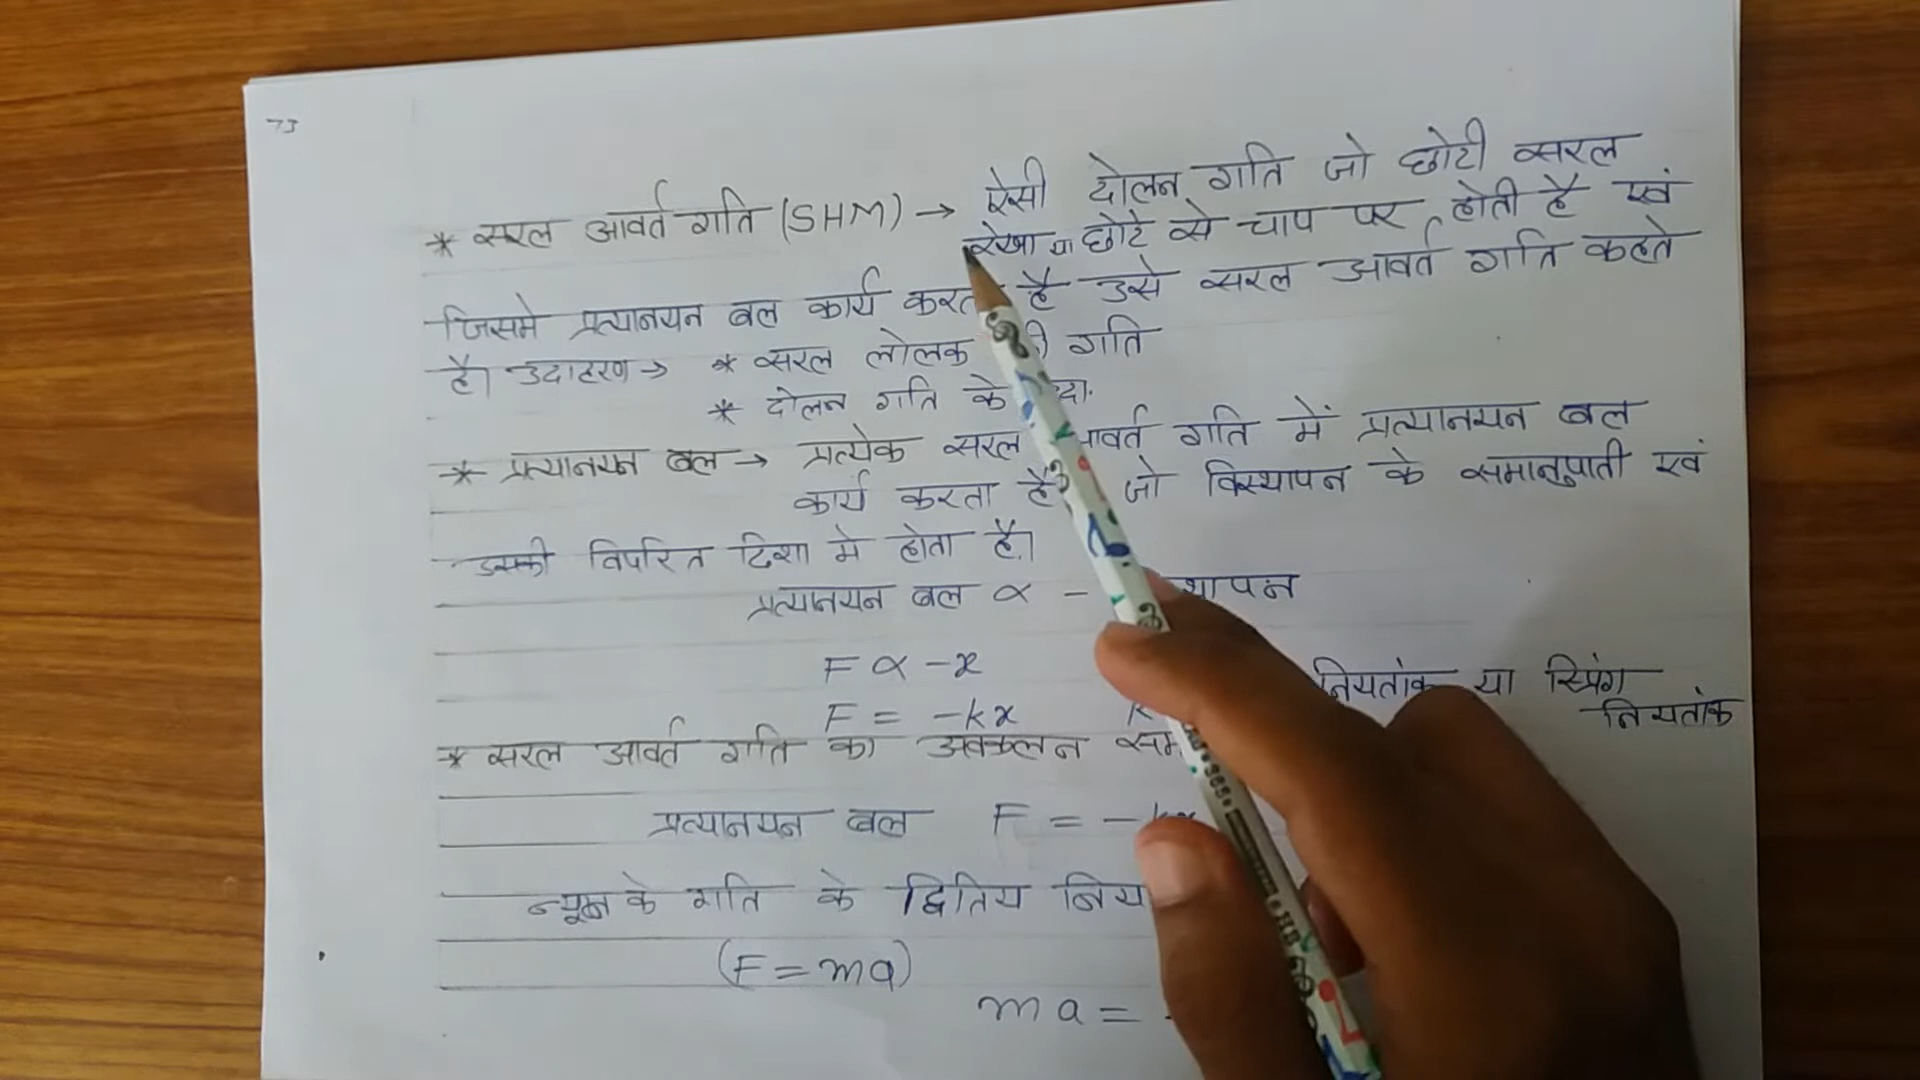 * सरल आवर्त गति (SHM) → ऐसी दोलन गति जो छोटी सरल
रेखा या छोटे से चाप पर होती है एवं
जिसमे प्रत्यानयन बल कार्य करता है उसे सरल आवर्त गति कहते
है। उदाहरण → * सरल लोलक की गति
* दोलन गति के उदा.
* प्रत्यानयन बल → प्रत्येक सरल आवर्त गति में प्रत्यानयन बल
कार्य करता है जो विस्थापन के समानुपाती एवं
उसकी विपरित दिशा मे होता है।
प्रत्यानयन बल ∝ –
F ∝ -x
F = -kx K नियतांक या स्प्रिंग
नियतांक
* सरल आवर्त गति का अवकलन
प्रत्यानयन बल F = -kx
न्यूटन के गति के द्वितिय
(F = ma)
ma =